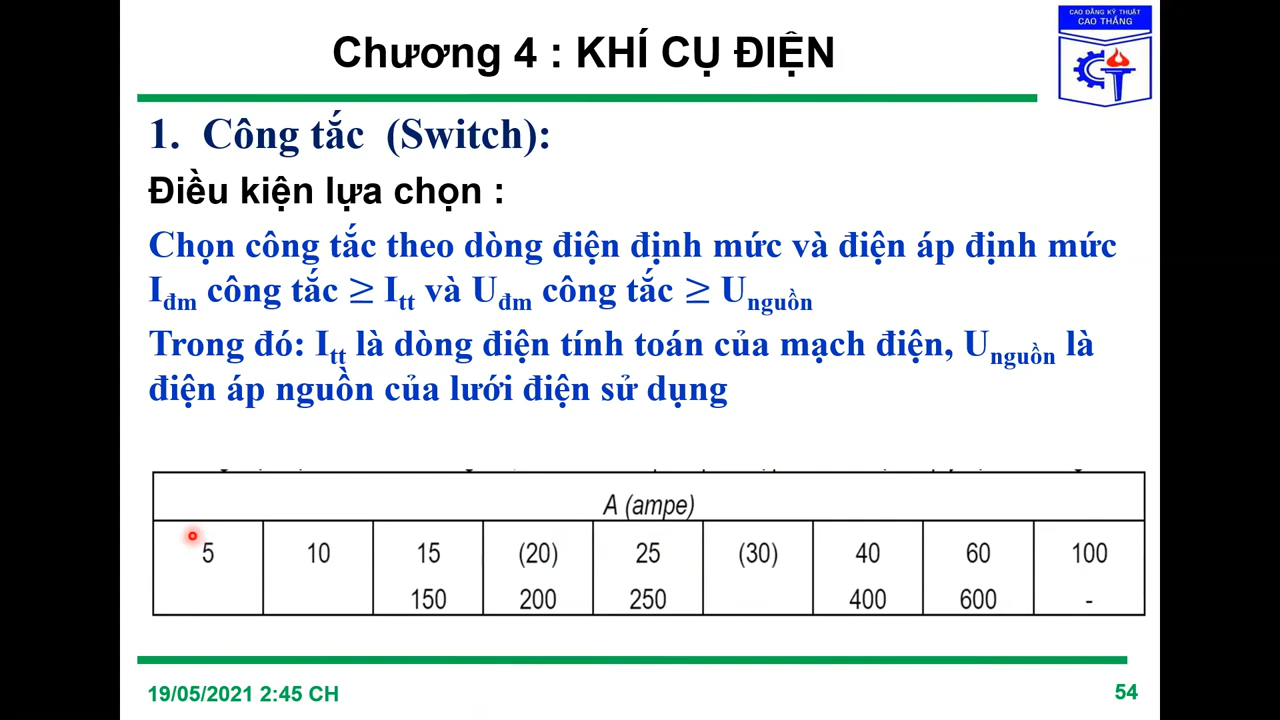 CAO ĐẲNG KỸ THUẬT
CAO THẮNG
Chương 4 : KHÍ CỤ ĐIỆN
1. Công tắc (Switch):
Điều kiện lựa chọn :
Chọn công tắc theo dòng điện định mức và điện áp định mức
Iđm công tắc ≥ Itt và Uđm công tắc ≥ Unguồn
Trong đó: Itt là dòng điện tính toán của mạch điện, Unguồn là
điện áp nguồn của lưới điện sử dụng
A (ampe)
5 10 15 (20) 25 (30) 40 60 100
150 200 250 400 600 -
19/05/2021 2:45 CH
54